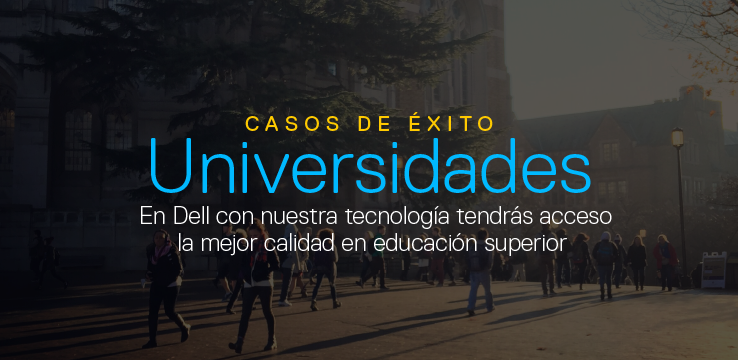 CASOS DE ÉXITO
Universidades
En Dell con nuestra tecnología tendrás acceso
la mejor calidad en educación superior